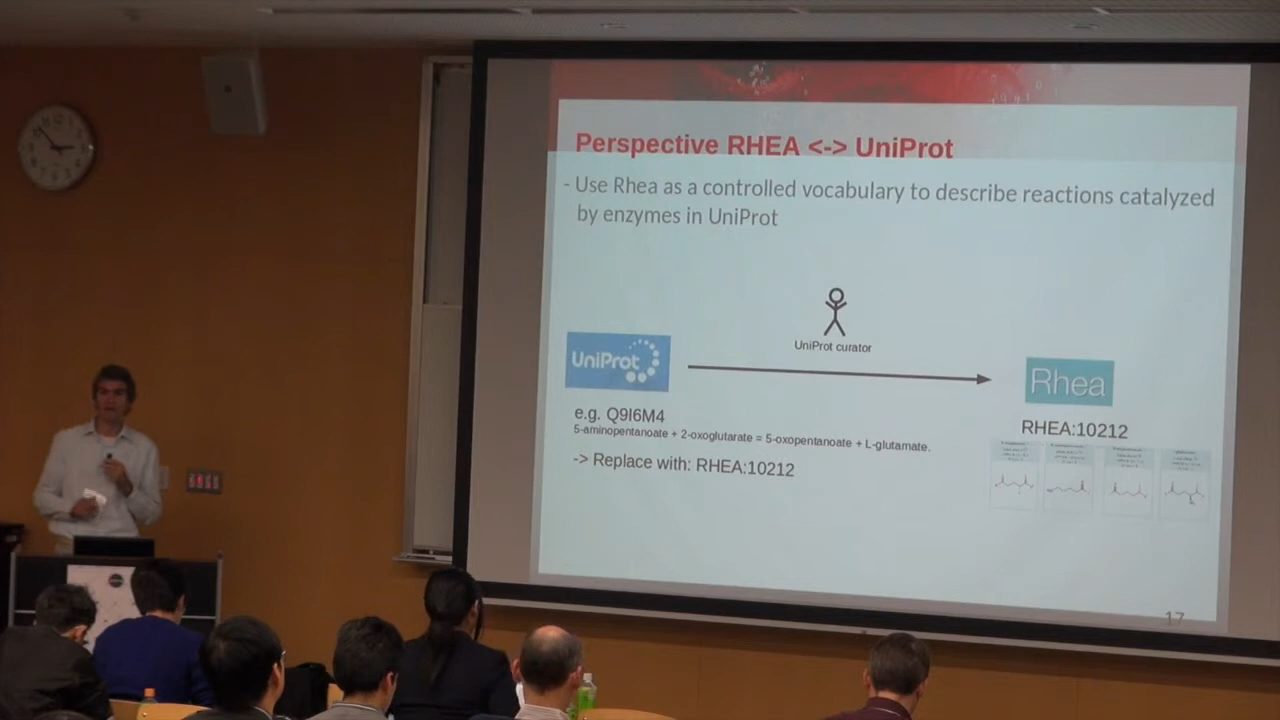 Perspective RHEA <-> UniProt
- Use Rhea as a controlled vocabulary to describe reactions catalyzed
by enzymes in UniProt
UniProt curator
UniProt
Rhea
e.g. Q9I6M4
RHEA:10212
5-aminopentanoate + 2-oxoglutarate = 5-oxopentanoate + L-glutamate.
-> Replace with: RHEA:10212
17